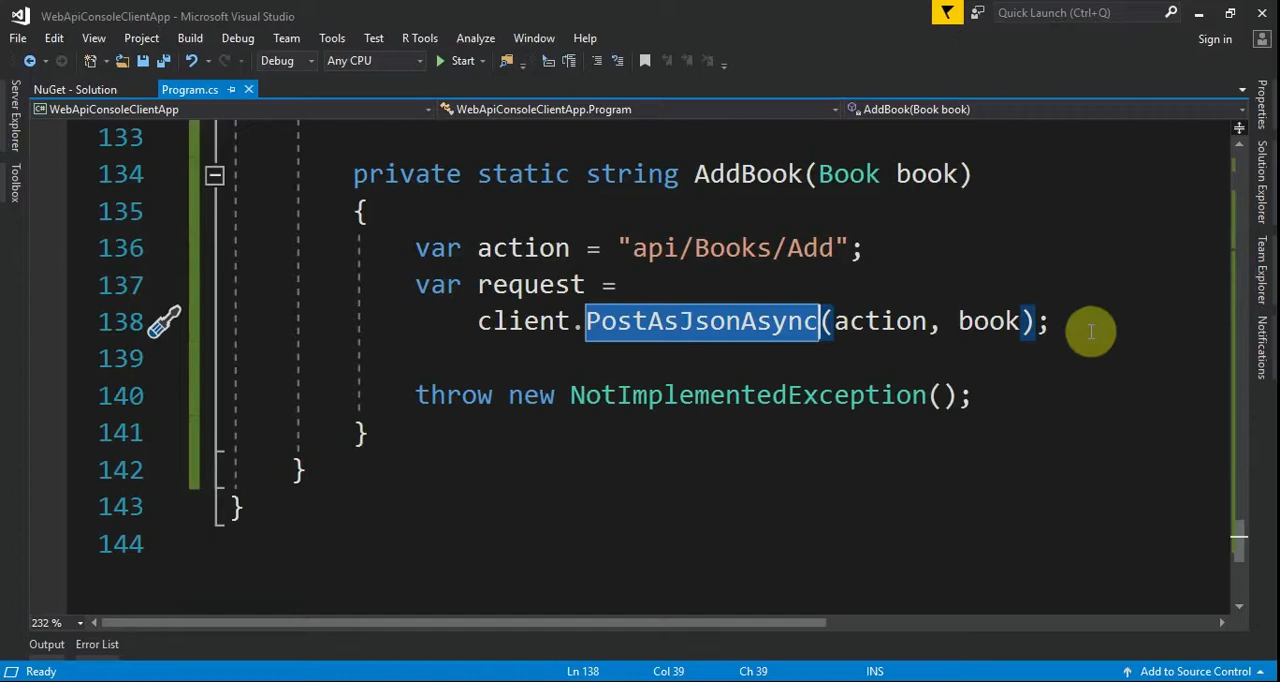 WebApiConsoleClientApp - Microsoft Visual Studio
Quick Launch (Ctrl+Q)
File Edit View Project Build Debug Team Tools Test R Tools Analyze Window Help
Sign in
Debug Any CPU Start
NuGet - Solution Program.cs
WebApiConsoleClientApp WebApiConsoleClientApp.Program AddBook(Book book)
Server Explorer
Toolbox
133
134 private static string AddBook(Book book)
135 {
136 var action = "api/Books/Add";
137 var request =
138 client.PostAsJsonAsync(action, book);
139
140 throw new NotImplementedException();
141 }
142 }
143 }
144
Properties
Solution Explorer
Team Explorer
Notifications
232 %
Output Error List
Ready Ln 138 Col 39 Ch 39 INS Add to Source Control